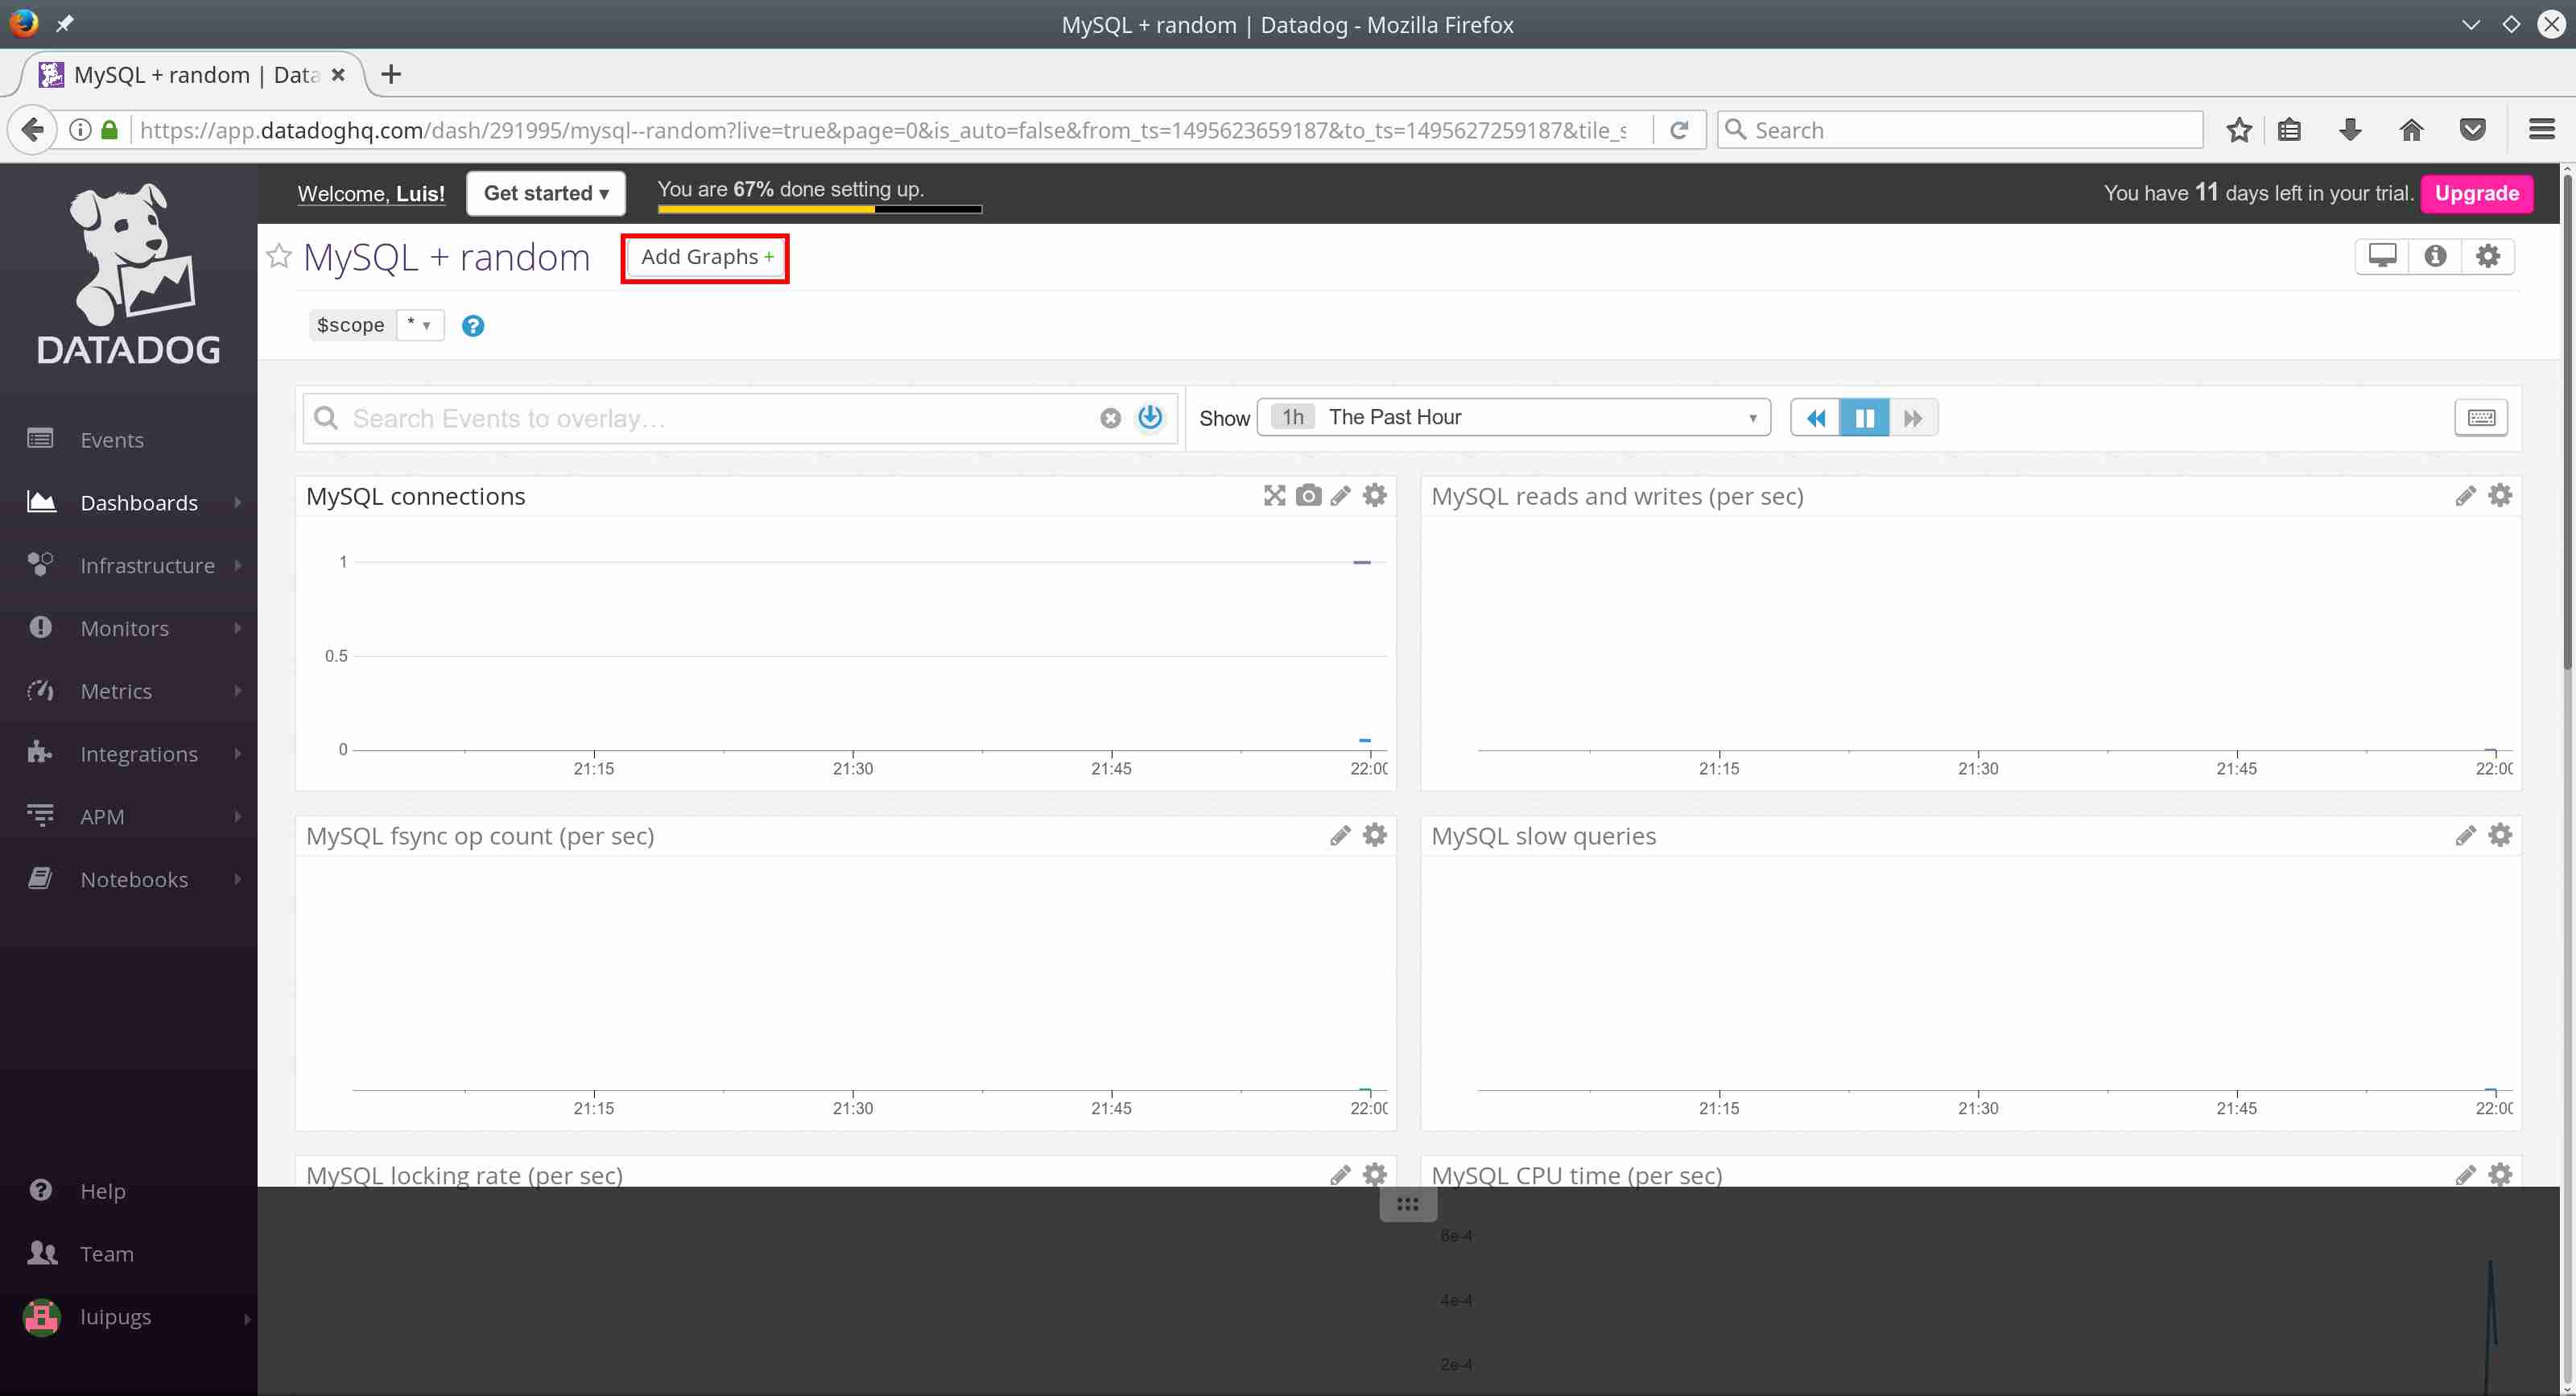 MySQL + random | Datadog - Mozilla Firefox
MySQL + random | Data
https://app.datadoghq.com/dash/291995/mysql--random?live=true&page=0&is_auto=false&from_ts=1495623659187&to_ts=1495627259187&tile_s
Search
DATADOG
Welcome, Luis!
Get started ▾
You are 67% done setting up.
You have 11 days left in your trial.
Upgrade
MySQL + random
Add Graphs +
$scope * ▾
?
Search Events to overlay...
Show 1h The Past Hour
Events
Dashboards
Infrastructure
Monitors
Metrics
Integrations
APM
Notebooks
Help
Team
luipugs
MySQL connections
1
0.5
0
21:15 21:30 21:45 22:00
MySQL reads and writes (per sec)
21:15 21:30 21:45 22:00
MySQL fsync op count (per sec)
21:15 21:30 21:45 22:00
MySQL slow queries
21:15 21:30 21:45 22:00
MySQL locking rate (per sec)
MySQL CPU time (per sec)
4e-4
2e-4